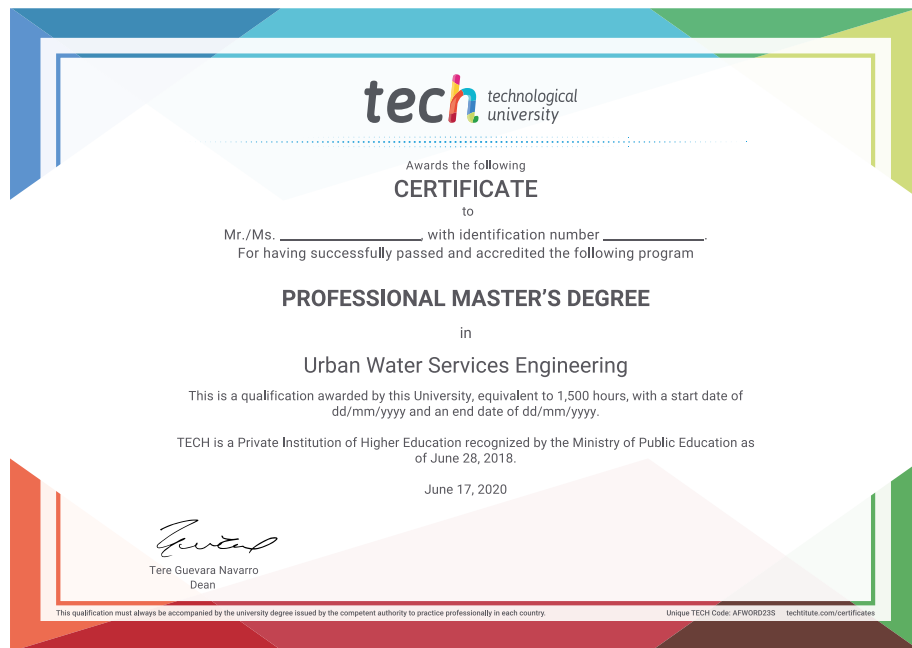 tech technological
university
Awards the following
CERTIFICATE
to
Mr./Ms. ____________________, with identification number ______________.
For having successfully passed and accredited the following program
PROFESSIONAL MASTER'S DEGREE
in
Urban Water Services Engineering
This is a qualification awarded by this University, equivalent to 1,500 hours, with a start date of
dd/mm/yyyy and an end date of dd/mm/yyyy.
TECH is a Private Institution of Higher Education recognized by the Ministry of Public Education as
of June 28, 2018.
June 17, 2020
Tere Guevara Navarro
Dean
This qualification must always be accompanied by the university degree issued by the competent authority to practice professionally in each country. Unique TECH Code: AFWORD23S techtitute.com/certificates